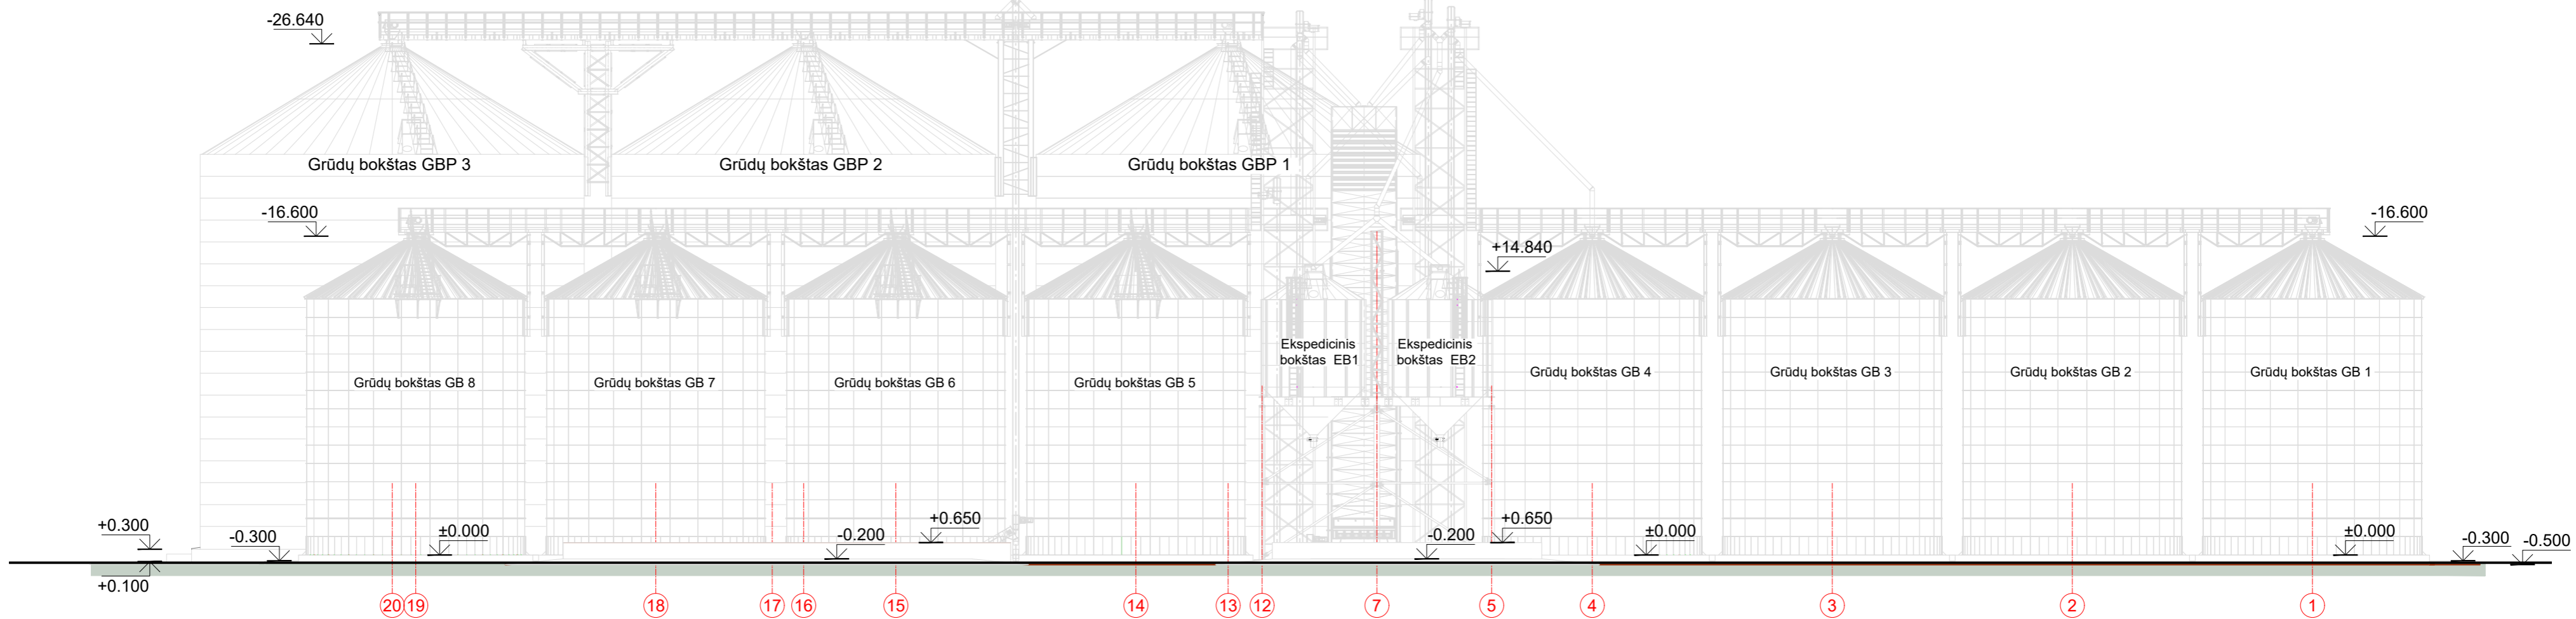 -26.640
Grūdų bokštas GBP 3
Grūdų bokštas GBP 2
Grūdų bokštas GBP 1
-16.600
-16.600
+14.840
Ekspedicinis
bokštas EB1
Ekspedicinis
bokštas EB2
Grūdų bokštas GB 8
Grūdų bokštas GB 7
Grūdų bokštas GB 6
Grūdų bokštas GB 5
Grūdų bokštas GB 4
Grūdų bokštas GB 3
Grūdų bokštas GB 2
Grūdų bokštas GB 1
+0.300
-0.300
±0.000
-0.200
+0.650
-0.200
+0.650
±0.000
±0.000
-0.300
-0.500
+0.100
20
19
18
17
16
15
14
13
12
7
5
4
3
2
1